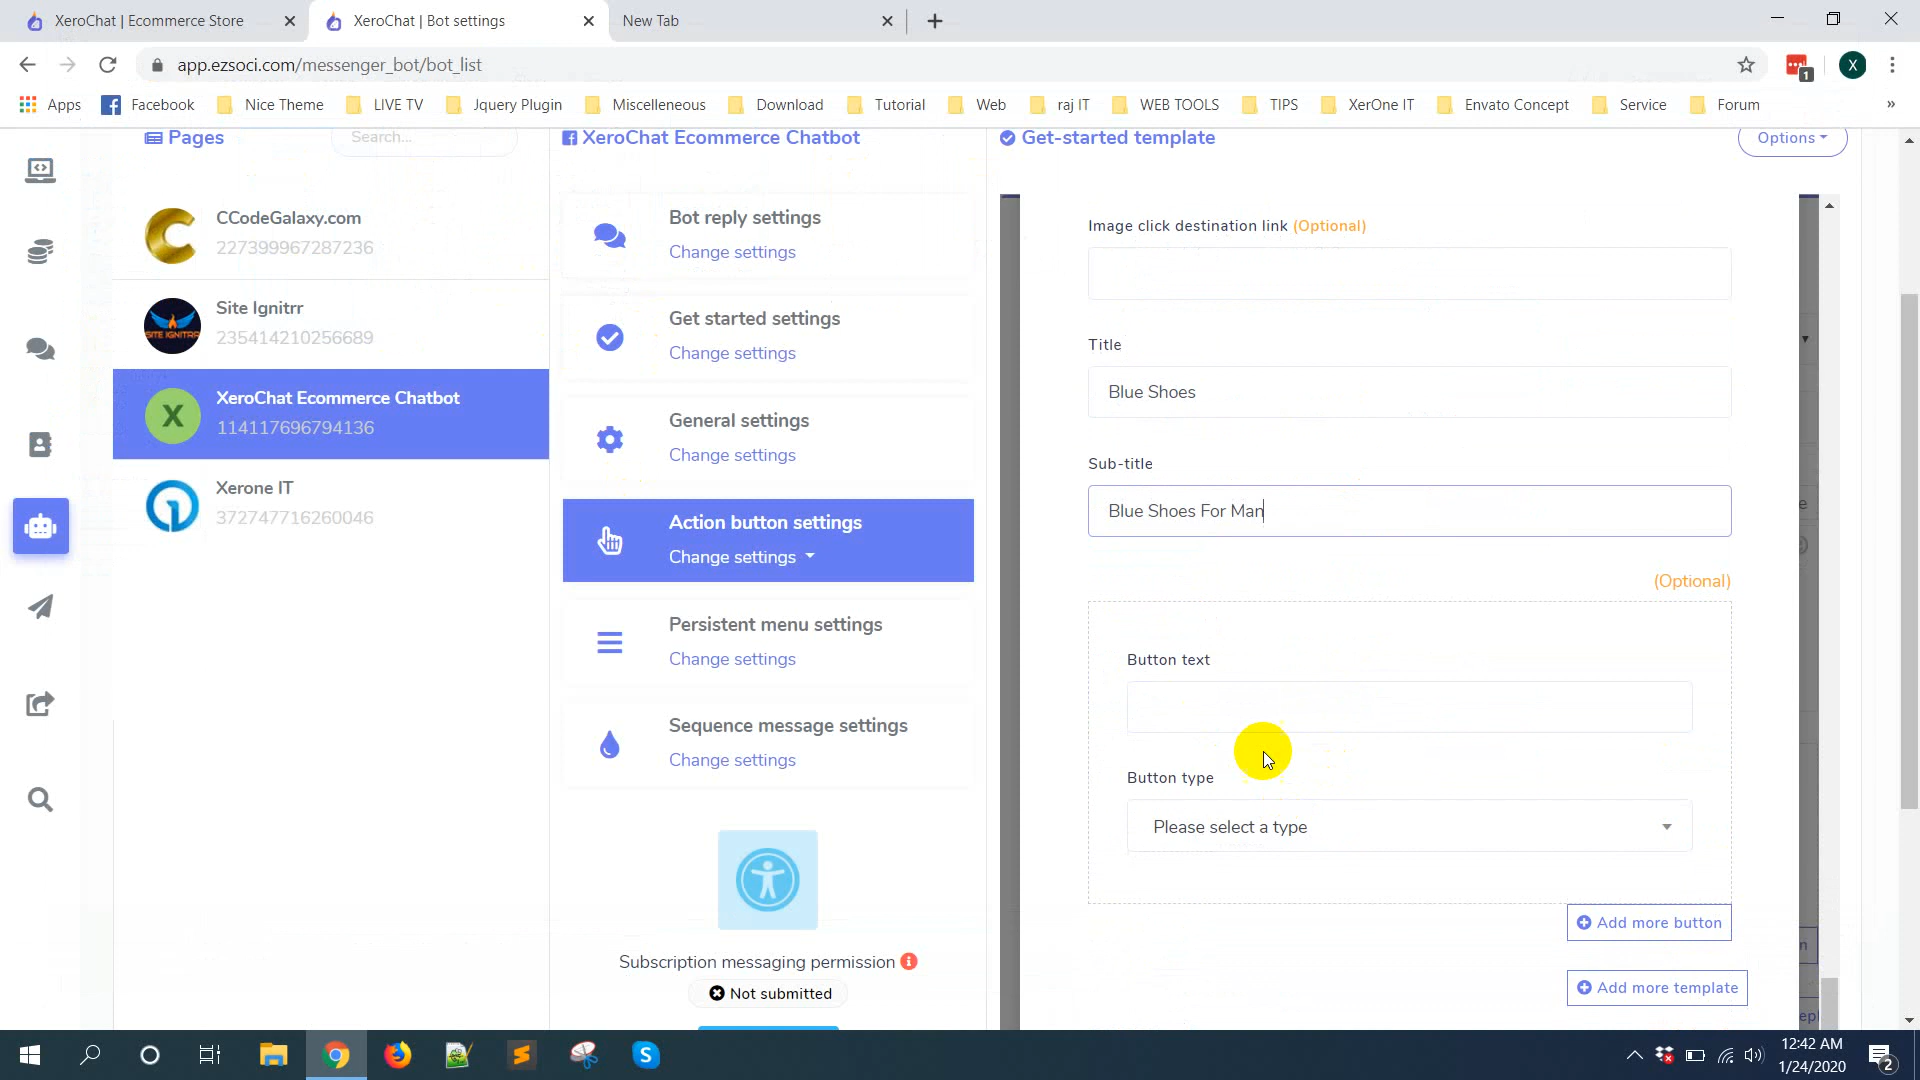 XeroChat | Ecommerce Store
XeroChat | Bot settings
New Tab
app.ezsoci.com/messenger_bot/bot_list
1
X
Apps
Facebook
Nice Theme
LIVE TV
Jquery Plugin
Miscelleneous
Download
Tutorial
Web
raj IT
WEB TOOLS
TIPS
XerOne IT
Envato Concept
Service
Forum
»
Pages
Search...
XeroChat Ecommerce Chatbot
Get-started template
Options
CCodeGalaxy.com
227399967287236
SITE IGNITRR
Site Ignitrr
235414210256689
X
XeroChat Ecommerce Chatbot
114117696794136
Xerone IT
372747716260046
Bot reply settings
Change settings
Get started settings
Change settings
General settings
Change settings
Action button settings
Change settings
Persistent menu settings
Change settings
Sequence message settings
Change settings
Subscription messaging permission
Not submitted
Image click destination link (Optional)
Title
Blue Shoes
Sub-title
Blue Shoes For Man
(Optional)
Button text
Button type
Please select a type
Add more button
Add more template
12:42 AM
1/24/2020
2